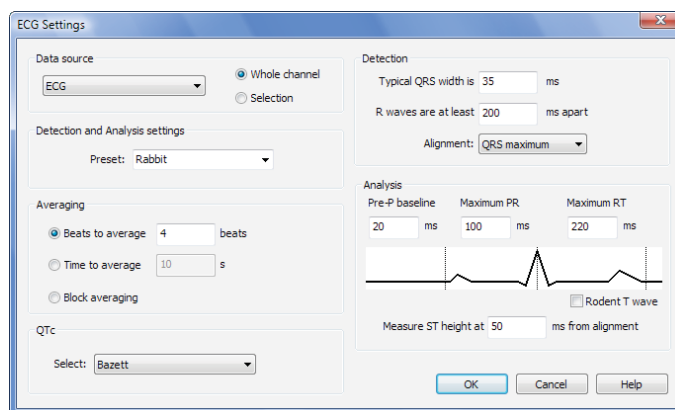 ECG Settings
Data source
ECG
Whole channel
Selection
Detection and Analysis settings
Preset: Rabbit
Averaging
Beats to average 4 beats
Time to average 10 s
Block averaging
QTc
Select: Bazett
Detection
Typical QRS width is 35 ms
R waves are at least 200 ms apart
Alignment: QRS maximum
Analysis
Pre-P baseline Maximum PR Maximum RT
20 ms 100 ms 220 ms
Rodent T wave
Measure ST height at 50 ms from alignment
OK Cancel Help